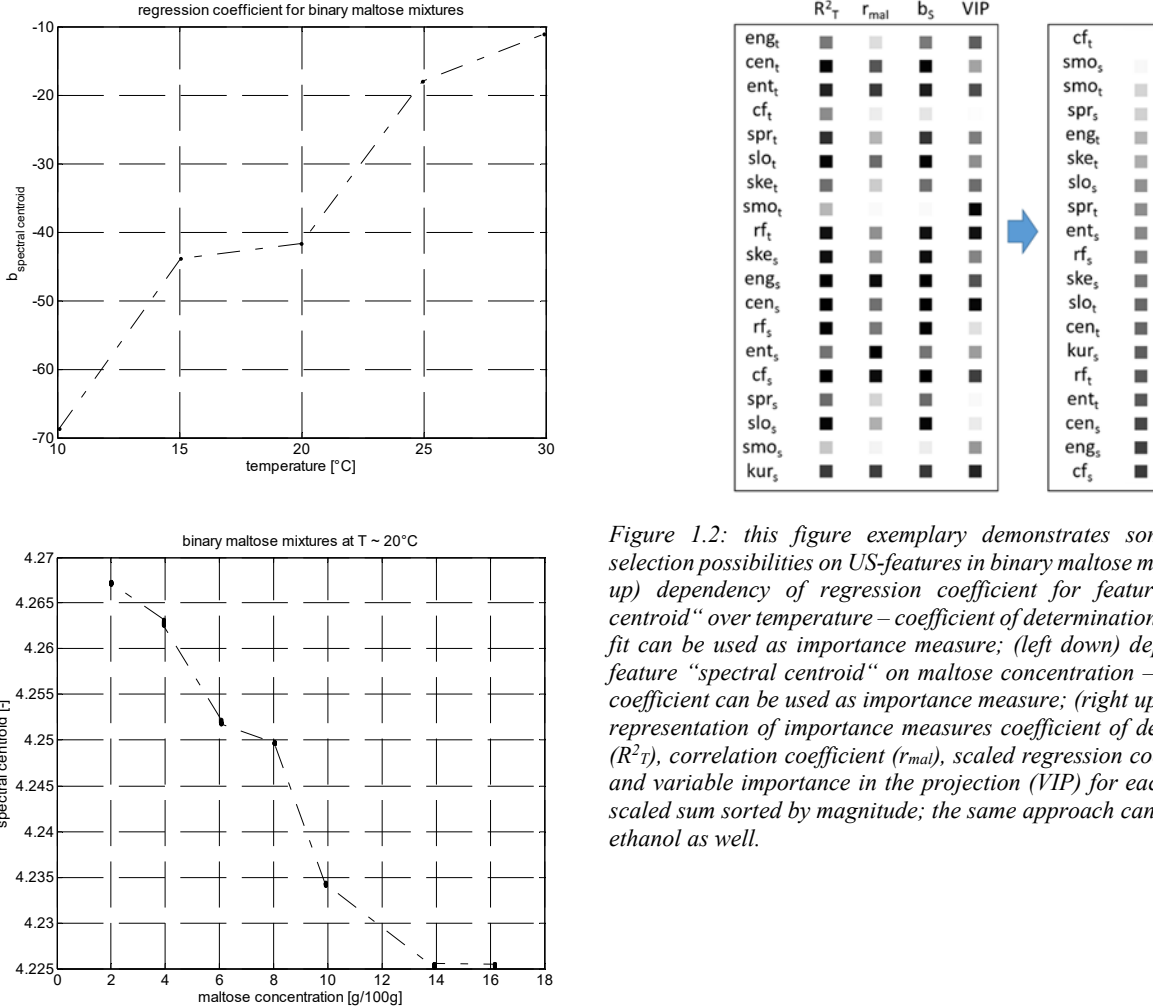 regression coefficient for binary maltose mixtures
-10
-20
-30
-40
-50
-60
-70
b spectral centroid
10 15 20 25 30
temperature [°C]
R²T rmal bS VIP
engt
cent
entt
cft
sprt
slot
sket
smot
rft
skes
engs
cens
rfs
ents
cfs
sprs
slos
smos
kurs
cft
smos
smot
sprs
engt
sket
slos
sprt
ents
rfs
skes
slot
cent
kurs
rft
entt
cens
engs
cfs
binary maltose mixtures at T ~ 20°C
4.27
4.265
4.26
4.255
4.25
4.245
4.24
4.235
4.23
4.225
spectral centroid [-]
0 2 4 6 8 10 12 14 16 18
maltose concentration [g/100g]
Figure 1.2: this figure exemplary demonstrates
selection possibilities on US-features in binary maltose
up) dependency of regression coefficient for
centroid“ over temperature – coefficient of determination
fit can be used as importance measure; (left down)
feature “spectral centroid“ on maltose concentration –
coefficient can be used as importance measure; (right up
representation of importance measures coefficient of
(R²T), correlation coefficient (rmal), scaled regression
and variable importance in the projection (VIP) for
scaled sum sorted by magnitude; the same approach can
ethanol as well.